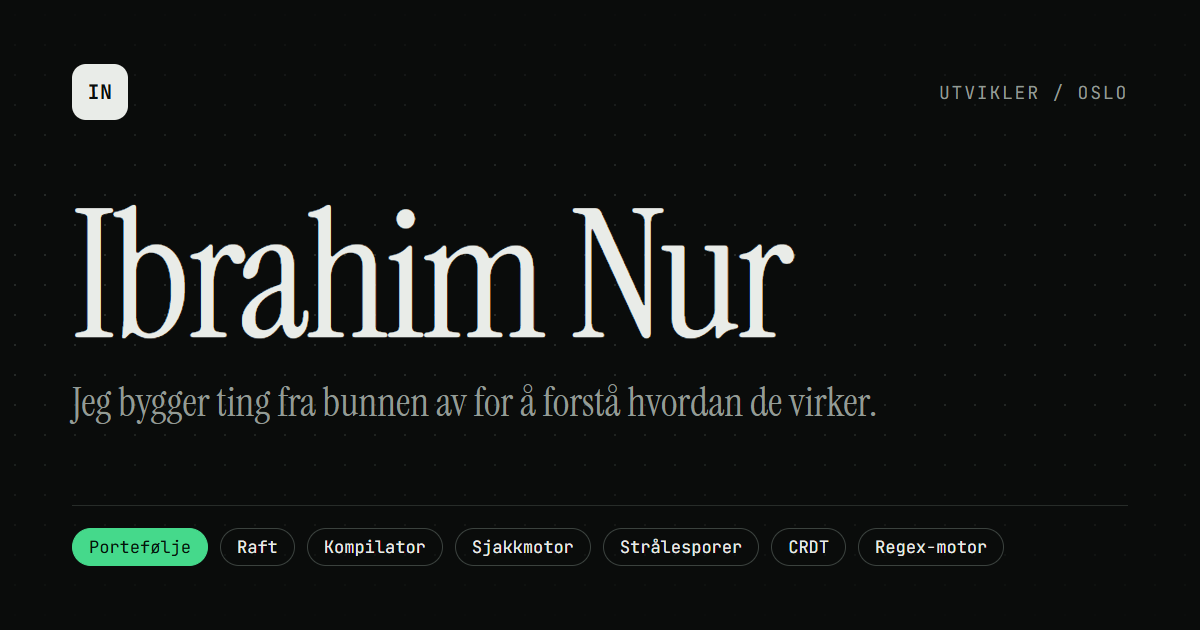 IN
UTVIKLER / OSLO
Ibrahim Nur
Jeg bygger ting fra bunnen av for å forstå hvordan de virker.
Portefølje Raft Kompilator Sjakkmotor Strålesporer CRDT Regex-motor